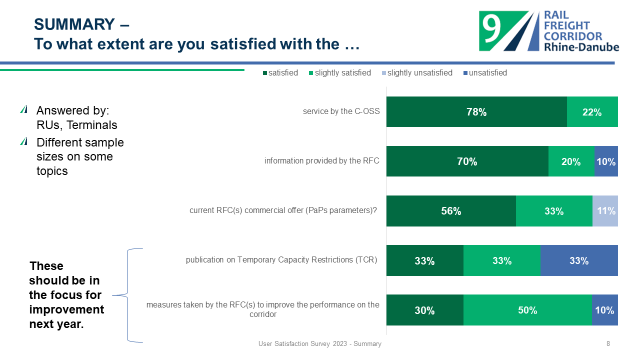 SUMMARY –
To what extent are you satisfied with the …
9
RAIL
FREIGHT
CORRIDOR
Rhine-Danube
satisfied slightly satisfied slightly unsatisfied unsatisfied
Answered by:
RUs, Terminals
Different sample
sizes on some
topics
service by the C-OSS 78% 22%
information provided by the RFC 70% 20% 10%
current RFC(s) commercial offer (PaPs parameters)? 56% 33% 11%
publication on Temporary Capacity Restrictions (TCR) 33% 33% 33%
measures taken by the RFC(s) to improve the performance on the
corridor
30% 50% 10%
These
should be in
the focus for
improvement
next year.
User Satisfaction Survey 2023 - Summary
8